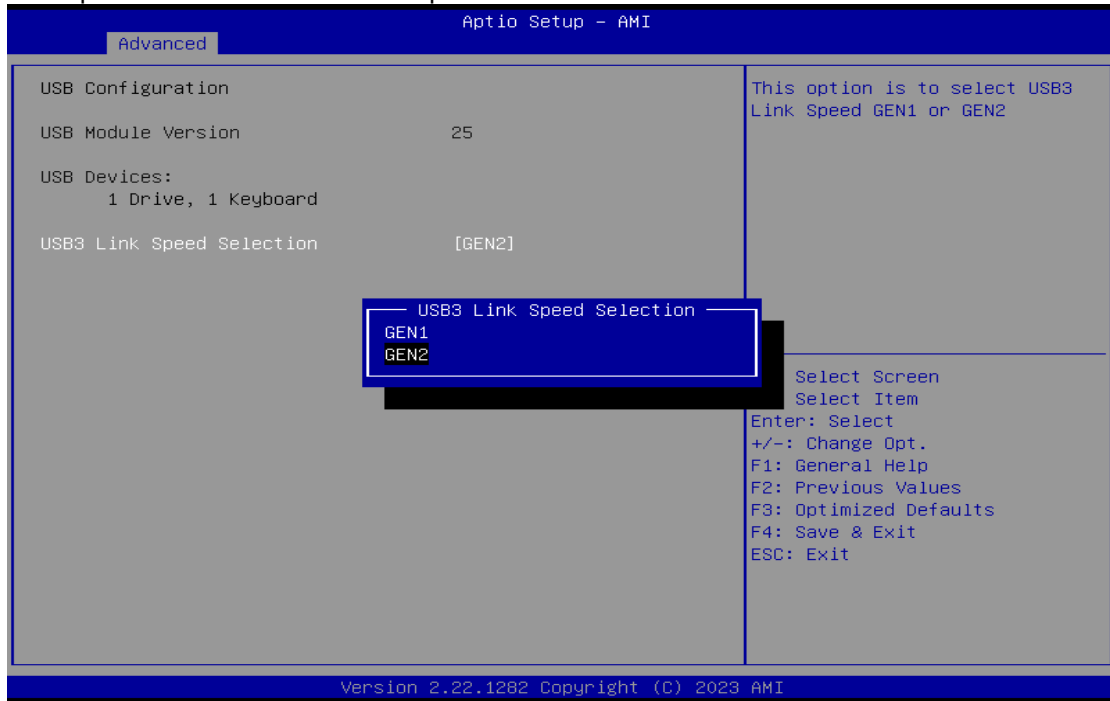 Aptio Setup – AMI
Advanced
USB Configuration
USB Module Version 25
USB Devices:
1 Drive, 1 Keyboard
USB3 Link Speed Selection [GEN2]
USB3 Link Speed Selection
GEN1
GEN2
This option is to select USB3
Link Speed GEN1 or GEN2
Select Screen
Select Item
Enter: Select
+/-: Change Opt.
F1: General Help
F2: Previous Values
F3: Optimized Defaults
F4: Save & Exit
ESC: Exit
Version 2.22.1282 Copyright (C) 2023 AMI